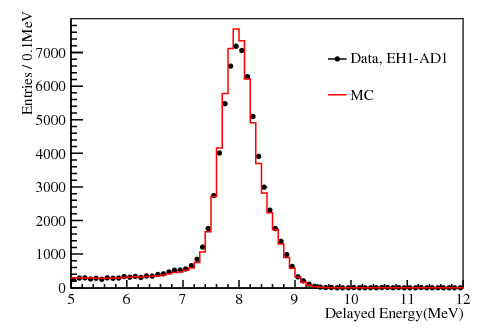 Entries / 0.1MeV
7000
6000
5000
4000
3000
2000
1000
0
Data, EH1-AD1
MC
5 6 7 8 9 10 11 12
Delayed Energy(MeV)